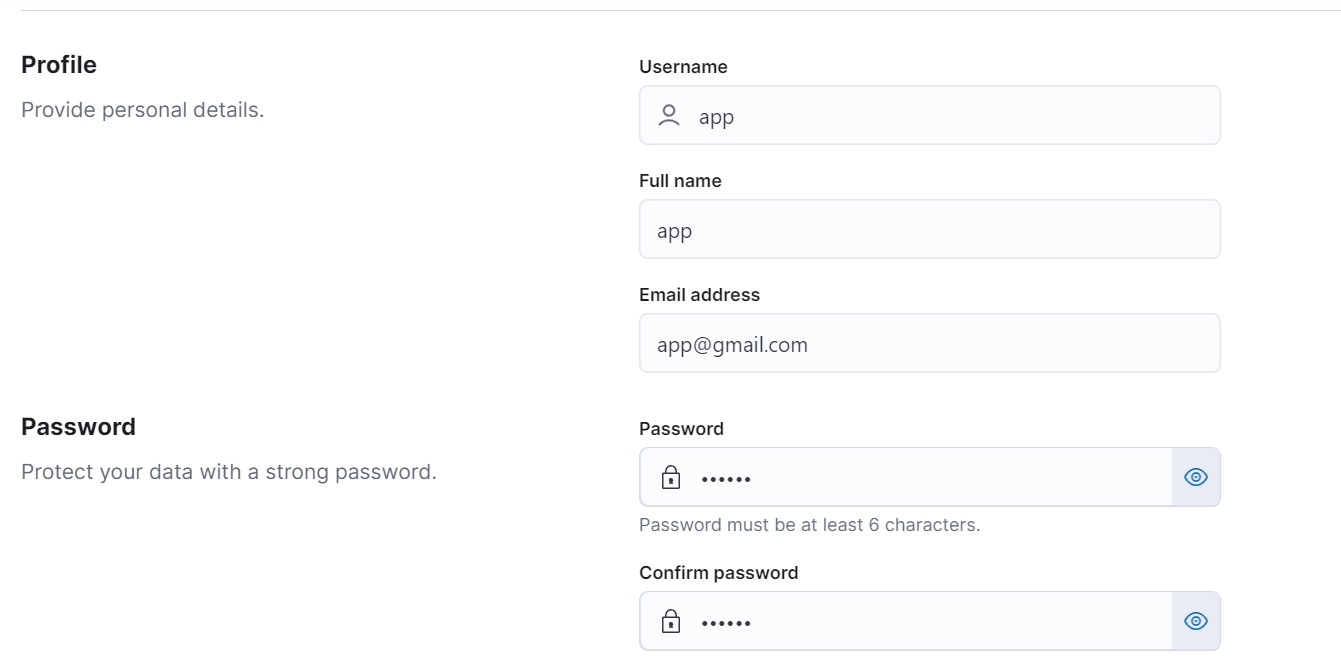 Profile
Provide personal details.
Username
app
Full name
app
Email address
app@gmail.com
Password
Protect your data with a strong password.
Password
••••••
Password must be at least 6 characters.
Confirm password
••••••